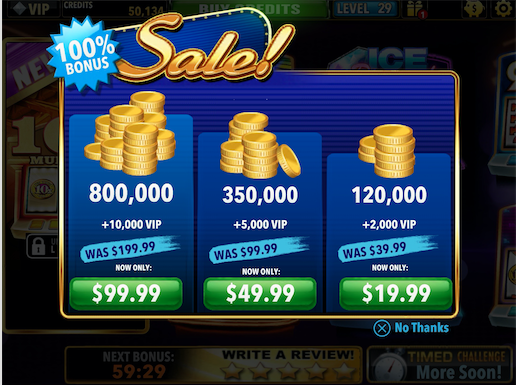 VIP
CREDITS
50,134
BUY CREDITS
LEVEL 29
100%
BONUS
Sale!
800,000
+10,000 VIP
WAS $199.99
NOW ONLY:
$99.99
350,000
+5,000 VIP
WAS $99.99
NOW ONLY:
$49.99
120,000
+2,000 VIP
WAS $39.99
NOW ONLY:
$19.99
No Thanks
NEXT BONUS:
59:29
WRITE A REVIEW!
TIMED CHALLENGE
More Soon!